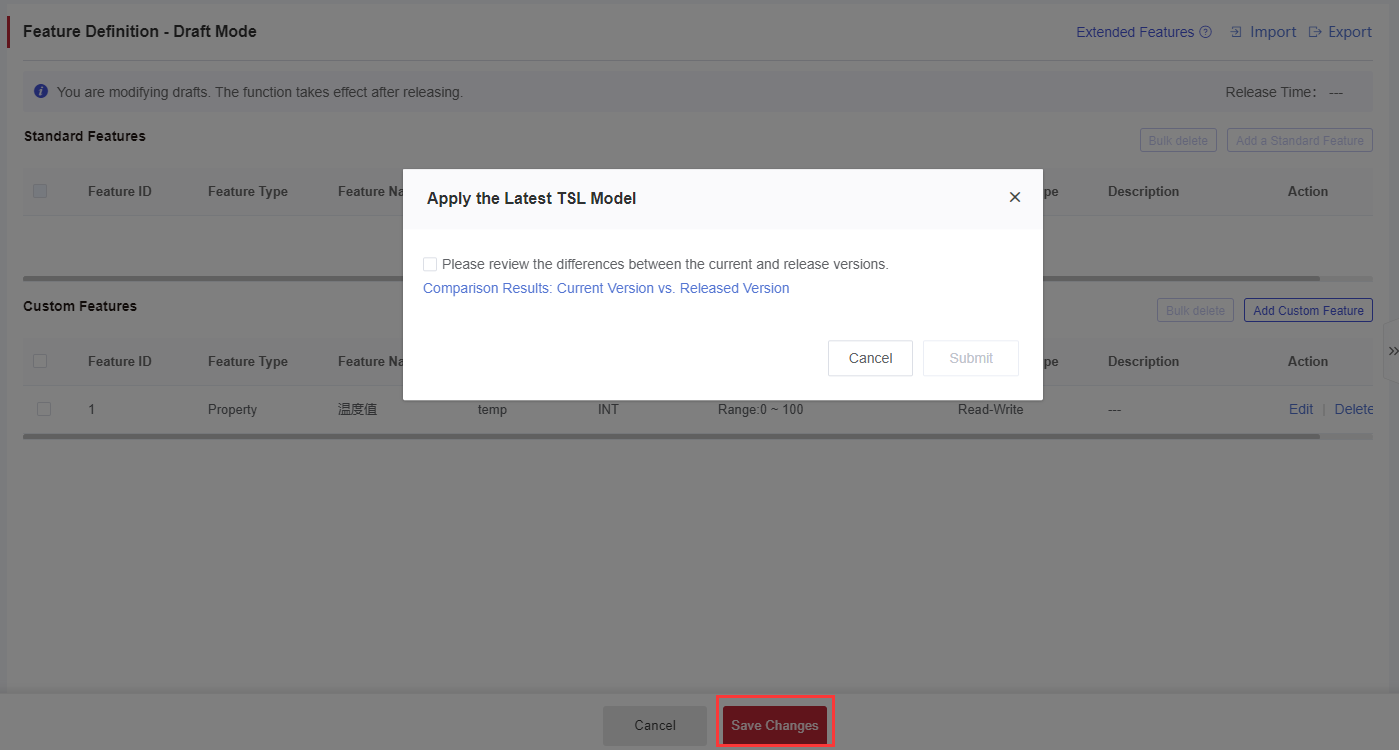 Feature Definition - Draft Mode
Extended Features Import Export
You are modifying drafts. The function takes effect after releasing.
Release Time: ---
Standard Features
Bulk delete Add a Standard Feature
Feature ID Feature Type Feature Na pe Description Action
Apply the Latest TSL Model
Please review the differences between the current and release versions.
Comparison Results: Current Version vs. Released Version
Cancel Submit
Custom Features
Bulk delete Add Custom Feature
Feature ID Feature Type Feature Na pe Description Action
1 Property 温度值 temp INT Range:0 ~ 100 Read-Write --- Edit | Delete
Cancel Save Changes